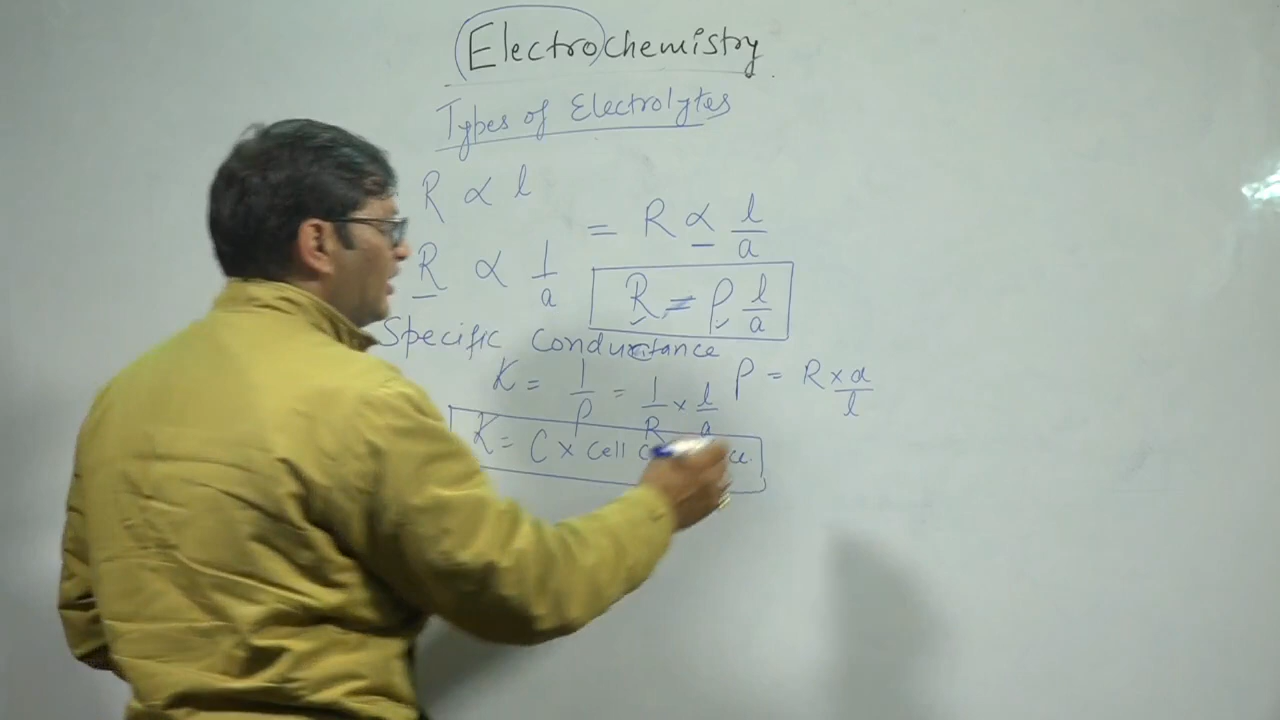 Electrochemistry
Types of Electrolytes
R ∝ l
= R ∝ l/a
R ∝ 1/a
R = ρ l/a
Specific Conductance
K = 1/ρ = 1/R × l/a
ρ = R × a/l
K = C × Cell